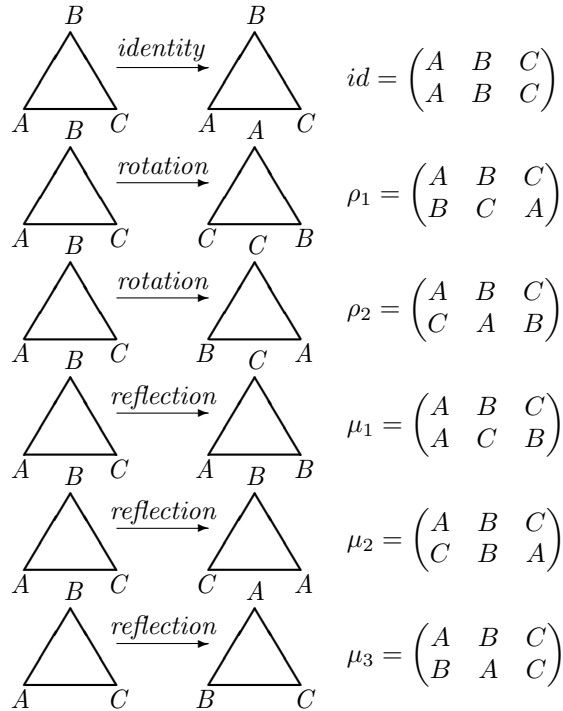 B B
identity
A C A C
id = (A B C
A B C)
B A
rotation
A C C B
ρ₁ = (A B C
B C A)
B C
rotation
A C B A
ρ₂ = (A B C
C A B)
B C
reflection
A C A B
μ₁ = (A B C
A C B)
B B
reflection
A C C A
μ₂ = (A B C
C B A)
B A
reflection
A C B C
μ₃ = (A B C
B A C)